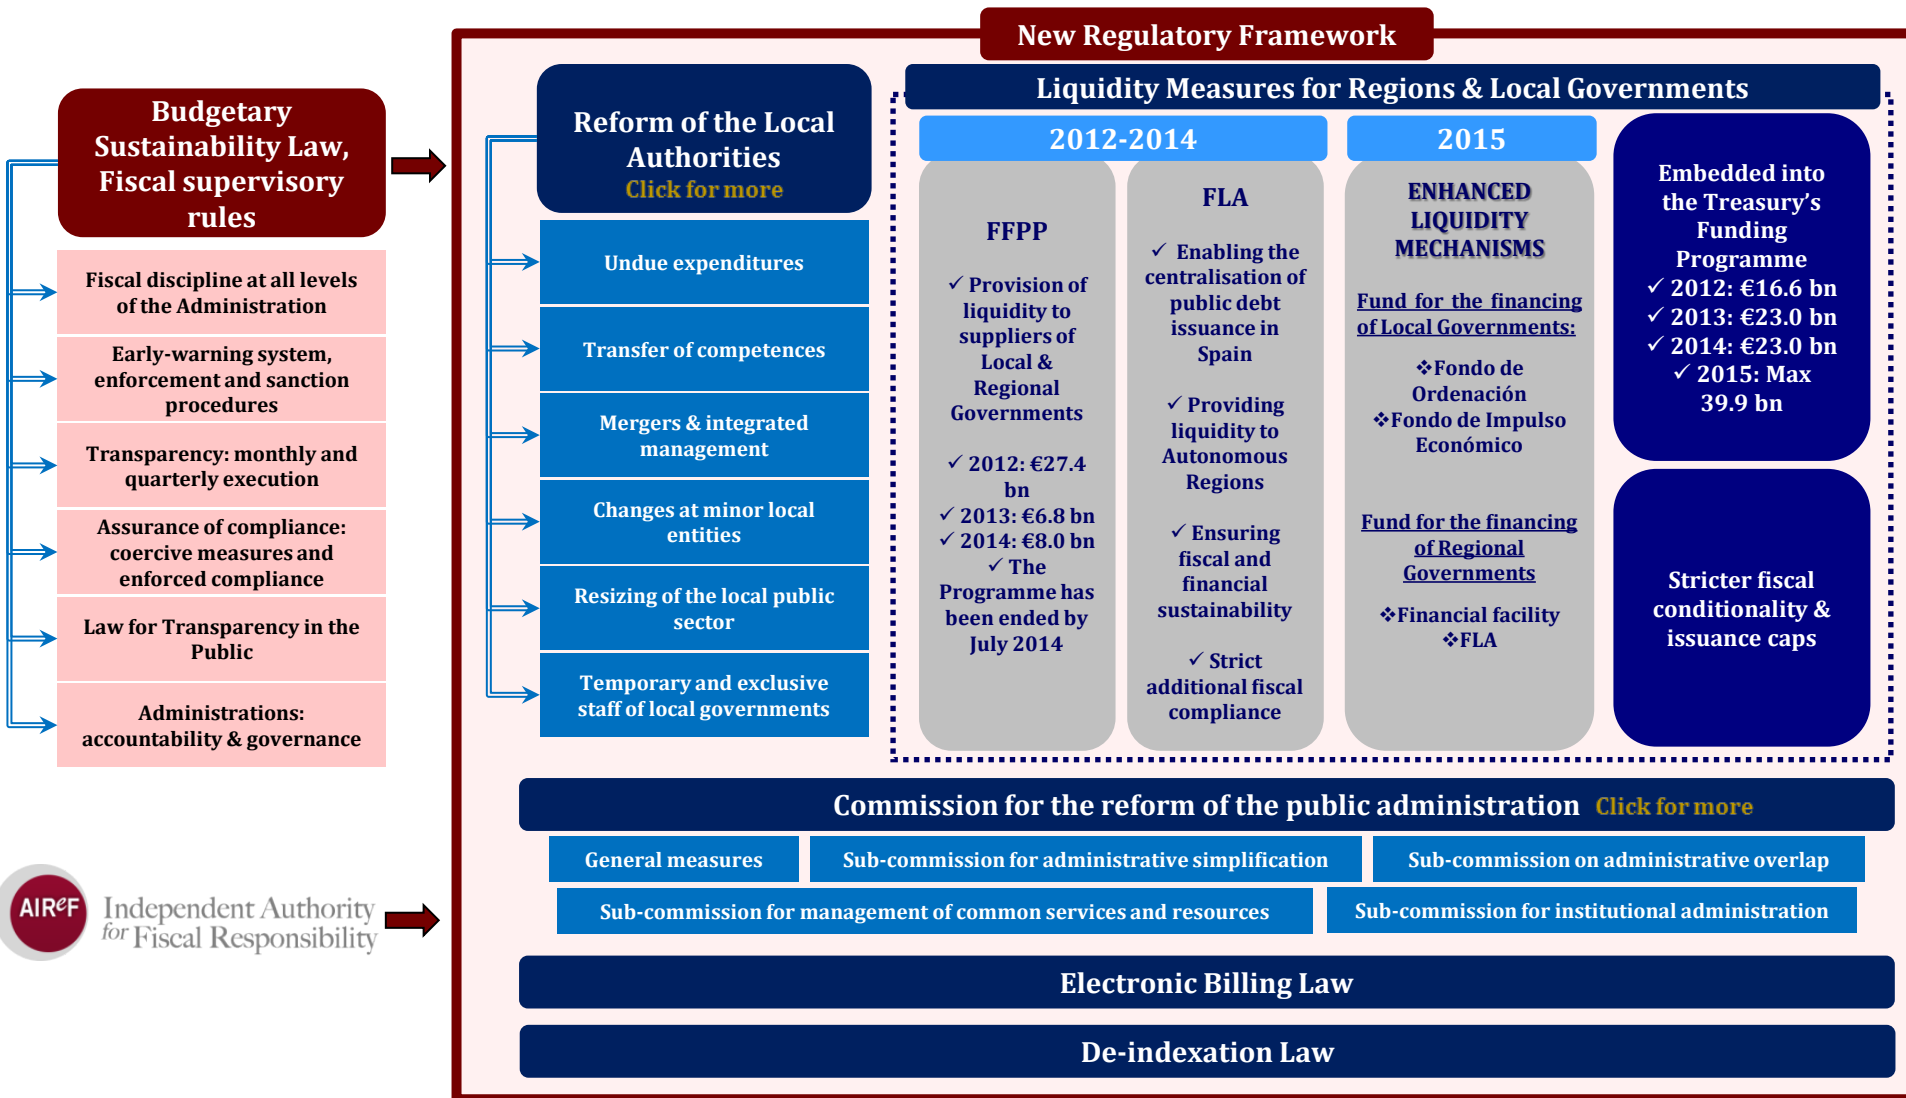 New Regulatory Framework
Budgetary
Sustainability Law,
Fiscal supervisory
rules
Fiscal discipline at all levels
of the Administration
Early-warning system,
enforcement and sanction
procedures
Transparency: monthly and
quarterly execution
Assurance of compliance:
coercive measures and
enforced compliance
Law for Transparency in the
Public
Administrations:
accountability & governance
AIReF
Independent Authority
for Fiscal Responsibility
Reform of the Local
Authorities
Click for more
Undue expenditures
Transfer of competences
Mergers & integrated
management
Changes at minor local
entities
Resizing of the local public
sector
Temporary and exclusive
staff of local governments
Liquidity Measures for Regions & Local Governments
2012-2014
FFPP
✓ Provision of
liquidity to
suppliers of
Local &
Regional
Governments
✓ 2012: €27.4
bn
✓ 2013: €6.8 bn
✓ 2014: €8.0 bn
✓ The
Programme has
been ended by
July 2014
FLA
✓ Enabling the
centralisation of
public debt
issuance in
Spain
✓ Providing
liquidity to
Autonomous
Regions
✓ Ensuring
fiscal and
financial
sustainability
✓ Strict
additional fiscal
compliance
2015
ENHANCED
LIQUIDITY
MECHANISMS
Fund for the financing
of Local Governments:
❖Fondo de
Ordenación
❖Fondo de Impulso
Económico
Fund for the financing
of Regional
Governments
❖Financial facility
❖FLA
Embedded into
the Treasury’s
Funding
Programme
✓ 2012: €16.6 bn
✓ 2013: €23.0 bn
✓ 2014: €23.0 bn
✓ 2015: Max
39.9 bn
Stricter fiscal
conditionality &
issuance caps
Commission for the reform of the public administration Click for more
General measures
Sub-commission for administrative simplification
Sub-commission on administrative overlap
Sub-commission for management of common services and resources
Sub-commission for institutional administration
Electronic Billing Law
De-indexation Law